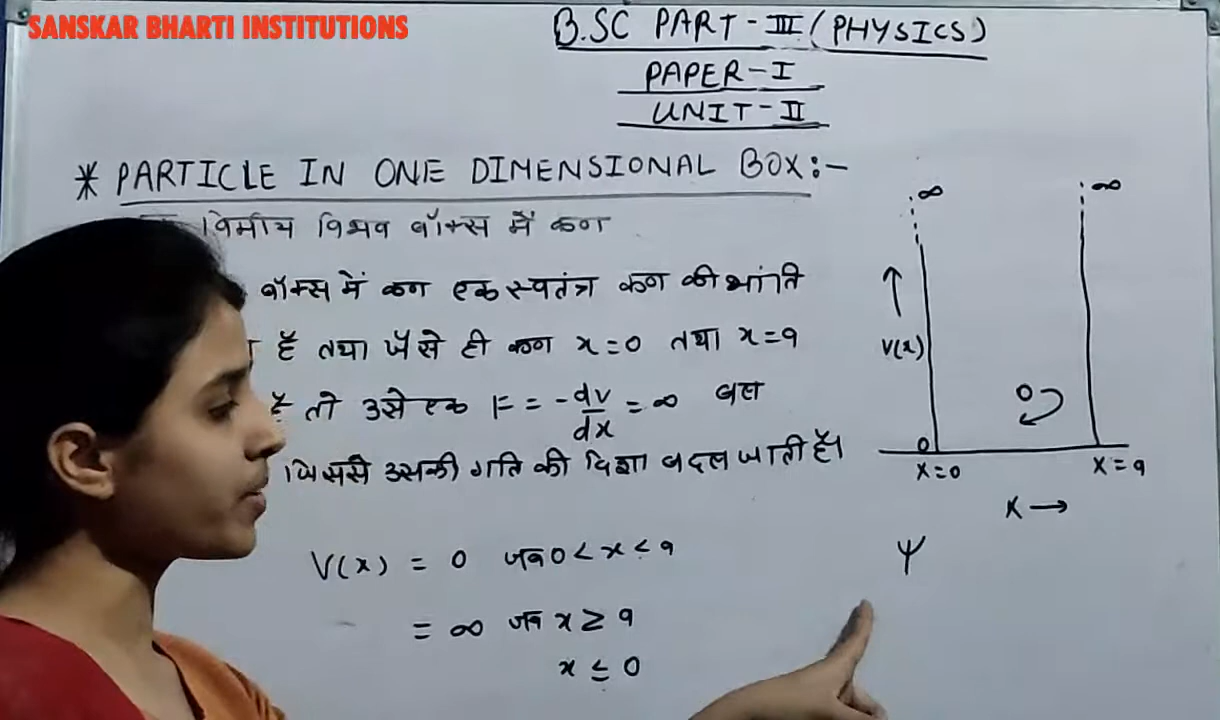 SANSKAR BHARTI INSTITUTIONS
B.SC PART-III (PHYSICS)
PAPER-I
UNIT-II
* PARTICLE IN ONE DIMENSIONAL BOX:-
विमीय विभव बॉक्स में कण
बॉक्स में कण एक स्वतंत्र कण की भांति
है तथा जैसे ही कण x=0 तथा x=a
है तो उसे एक F = -dv/dx = ∞ बल
जिससे उसकी गति की दिशा बदल जाती है।
V(x) = 0 जब 0 < x < a
= ∞ जब x ≥ a
x ≤ 0
∞ ∞
↑
V(x)
0
x=0 x=a
x →
ψ